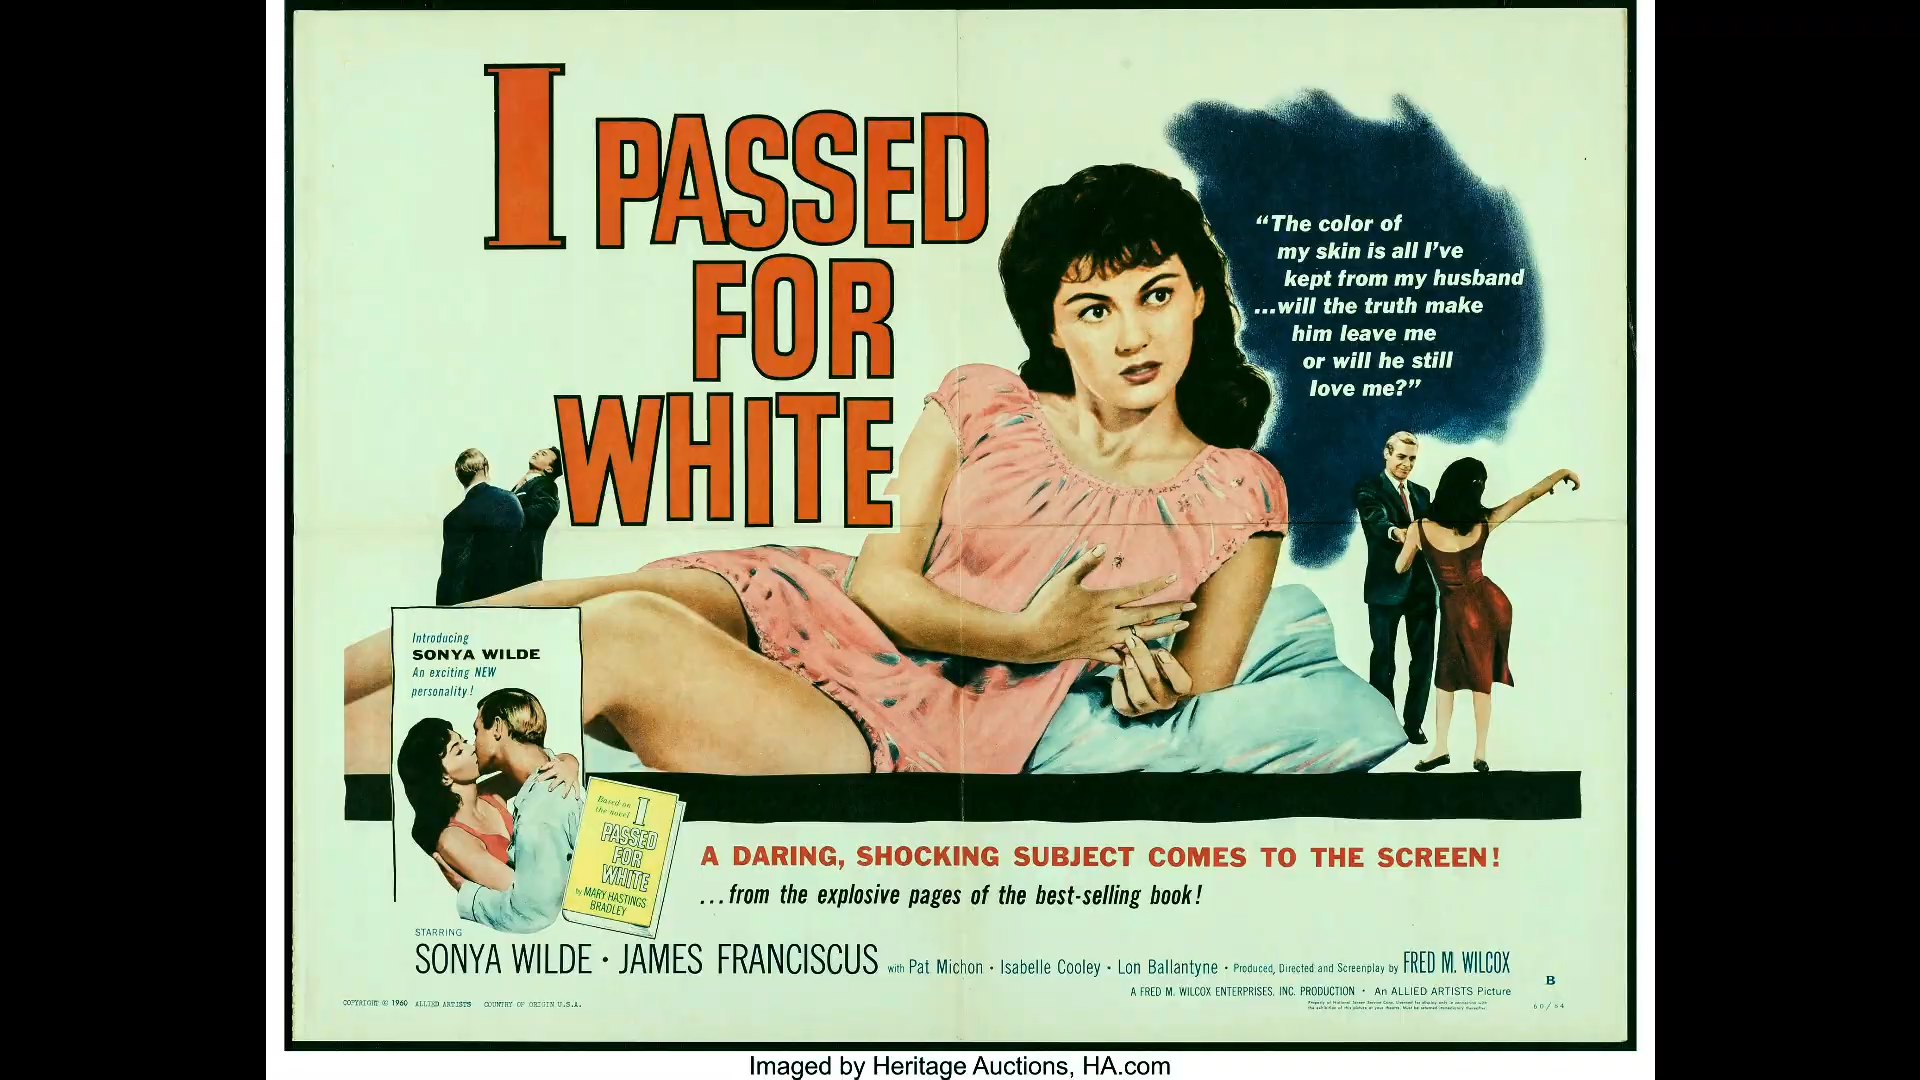 I PASSED
FOR
WHITE
“The color of
my skin is all I’ve
kept from my husband
...will the truth make
him leave me
or will he still
love me?”
Introducing
SONYA WILDE
An exciting NEW
personality!
Based on
the novel
I
PASSED
FOR
WHITE
by MARY HASTINGS
BRADLEY
A DARING, SHOCKING SUBJECT COMES TO THE SCREEN!
...from the explosive pages of the best-selling book!
STARRING
SONYA WILDE • JAMES FRANCISCUS with Pat Michon • Isabelle Cooley • Lon Ballantyne • Produced, Directed and Screenplay by FRED M. WILCOX
A FRED M. WILCOX ENTERPRISES, INC. PRODUCTION • An ALLIED ARTISTS Picture
B
COPYRIGHT © 1960 ALLIED ARTISTS COUNTRY OF ORIGIN U.S.A.
60/64
Imaged by Heritage Auctions, HA.com